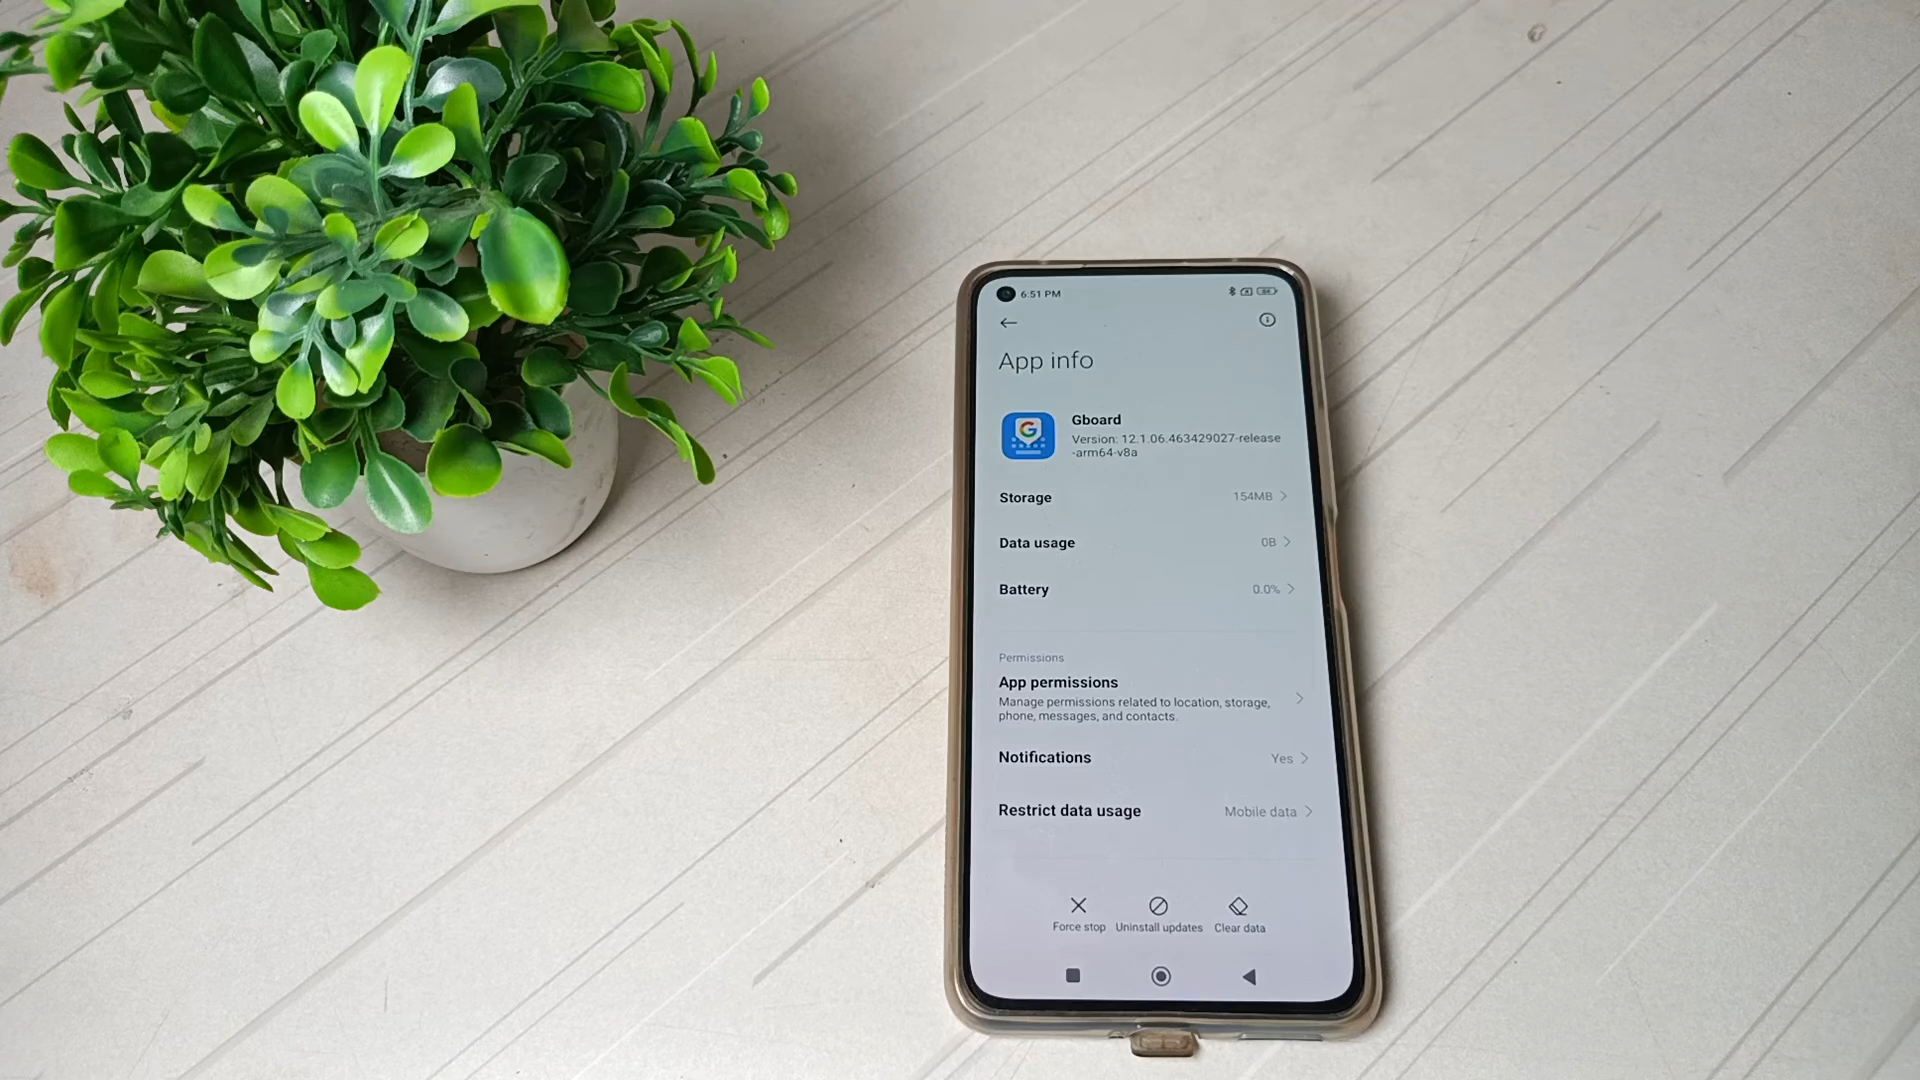 6:51 PM
App info
Gboard
Version: 12.1.06.463429027-release
-arm64-v8a
Storage 154MB
Data usage 0B
Battery 0.0%
Permissions
App permissions
Manage permissions related to location, storage,
phone, messages, and contacts.
Notifications Yes
Restrict data usage Mobile data
Force stop Uninstall updates Clear data